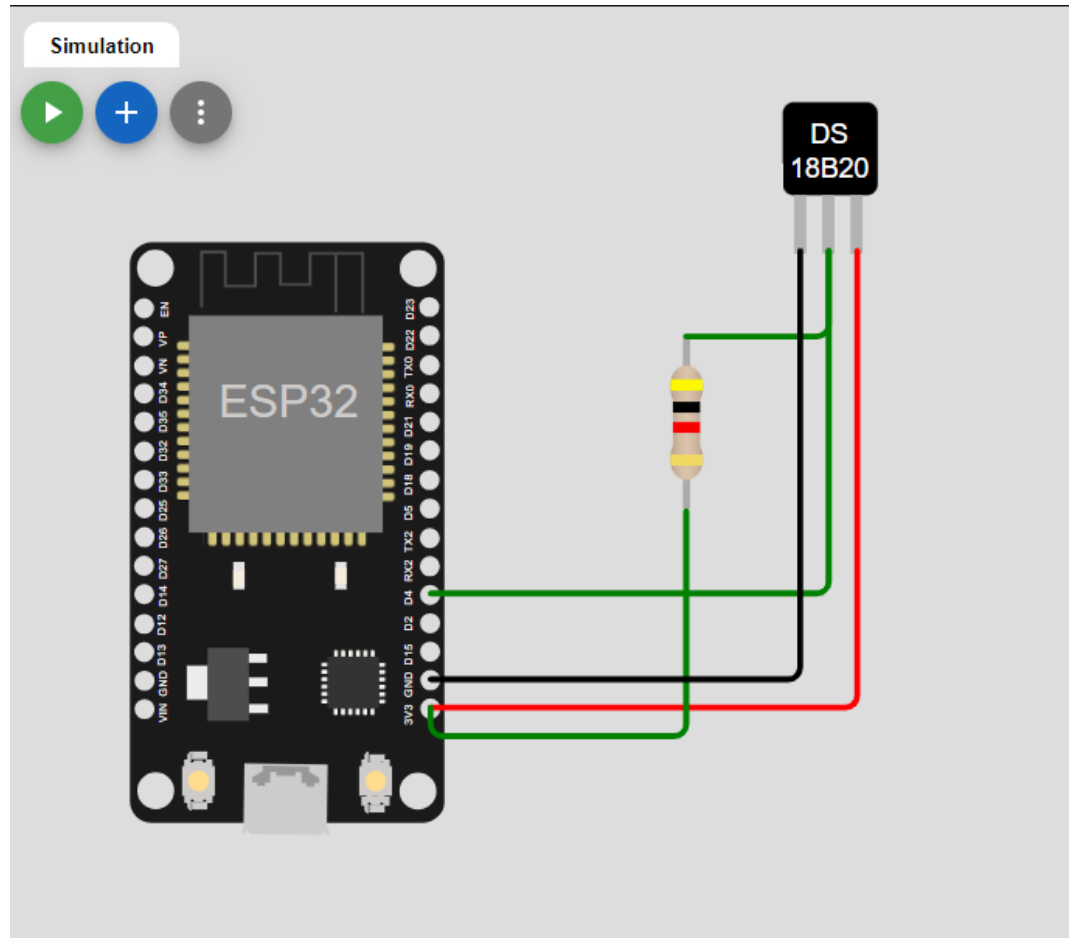 Simulation
DS
18B20
ESP32
EN
VP
VN
D34
D35
D32
D33
D25
D26
D27
D14
D12
D13
GND
VIN
D23
D22
TX0
RX0
D21
D19
D18
D5
TX2
RX2
D4
D2
D15
GND
3V3